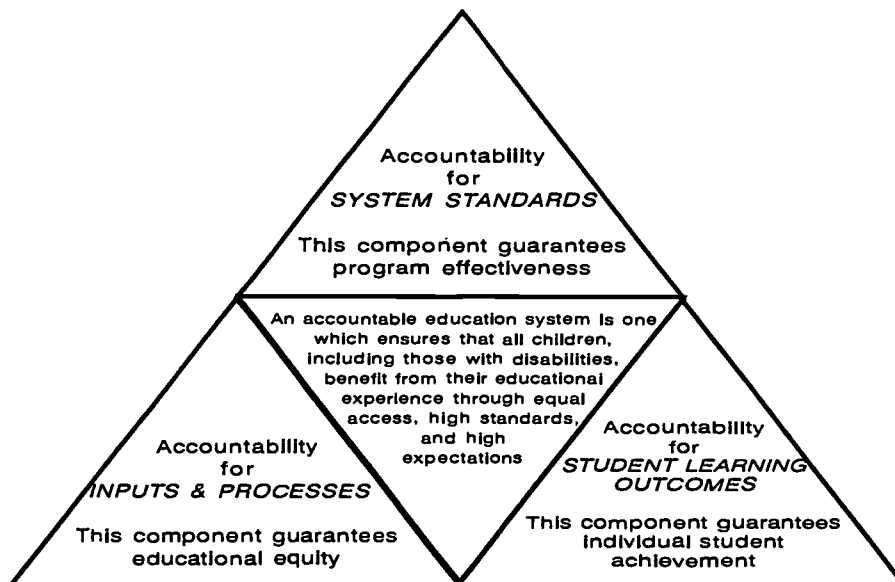 Accountability
for
SYSTEM STANDARDS
This component guarantees
program effectiveness
An accountable education system is one
which ensures that all children,
including those with disabilities,
benefit from their educational
experience through equal
access, high standards,
and high
expectations
Accountability
for
INPUTS & PROCESSES
This component guarantees
educational equity
Accountability
for
STUDENT LEARNING
OUTCOMES
This component guarantees
individual student
achievement